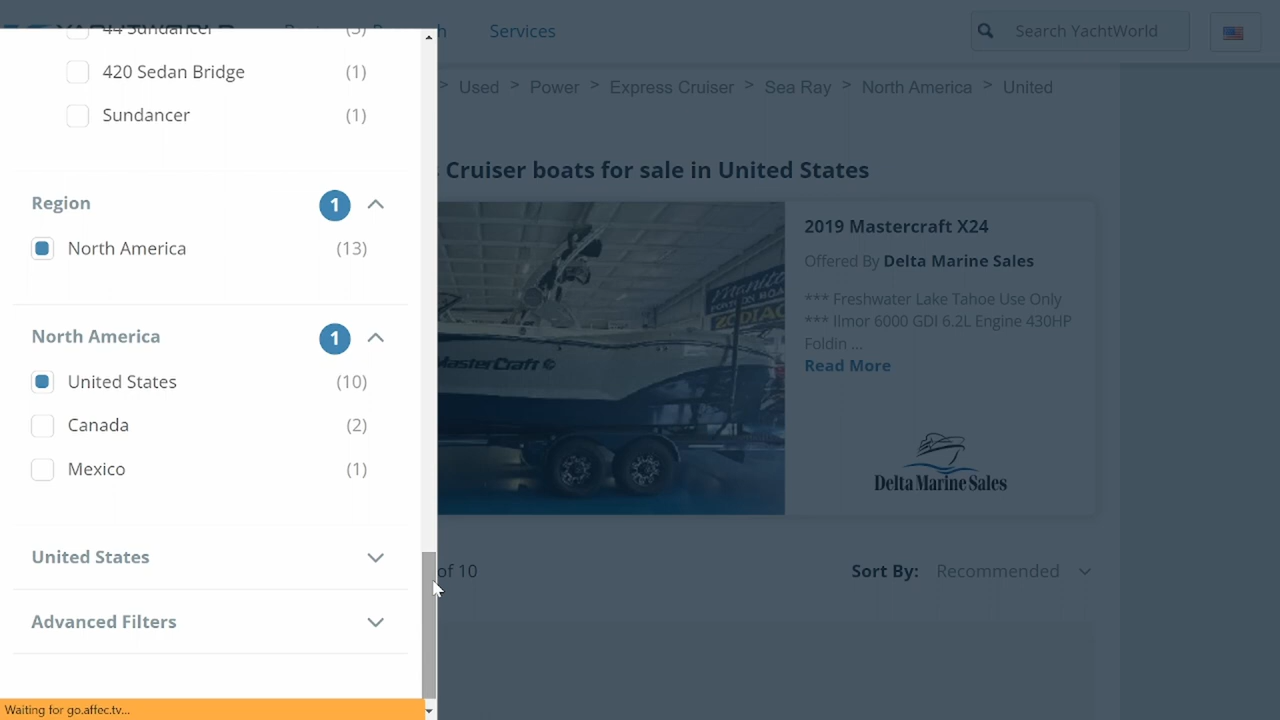 Services
Search YachtWorld
44 Sundancer (3)
420 Sedan Bridge (1)
Sundancer (1)
> Used > Power > Express Cruiser > Sea Ray > North America > United
Cruiser boats for sale in United States
Region 1
North America (13)
North America 1
United States (10)
Canada (2)
Mexico (1)
United States
Advanced Filters
MasterCraft
ZODIAC
2019 Mastercraft X24
Offered By Delta Marine Sales
*** Freshwater Lake Tahoe Use Only
*** Ilmor 6000 GDI 6.2L Engine 430HP
Foldin ...
Read More
Delta Marine Sales
of 10
Sort By: Recommended
Waiting for go.affec.tv...